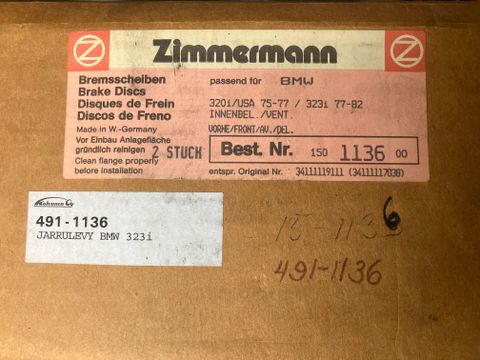 Zimmermann
Bremsscheiben
Brake Discs
Disques de Frein
Discos de Freno
Made in W.-Germany
Vor Einbau Anlagefläche
gründlich reinigen
Clean flange properly
before installation
passend für BMW
320i/USA 75-77 / 323i 77-82
INNENBEL./VENT.
VORNE/FRONT/AV./DEL.
2 STUCK Best. Nr. 150 1136 00
entspr. Original Nr. 34111119111 (34111117038)
491-1136
JARRULEVY BMW 323i
15 1136
491-1136